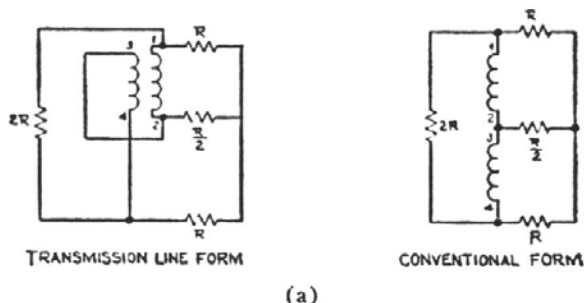 3
1
R
2R
4
2
R/2
R
TRANSMISSION LINE FORM
1
R
2R
2
3
R/2
4
R
CONVENTIONAL FORM
(a)